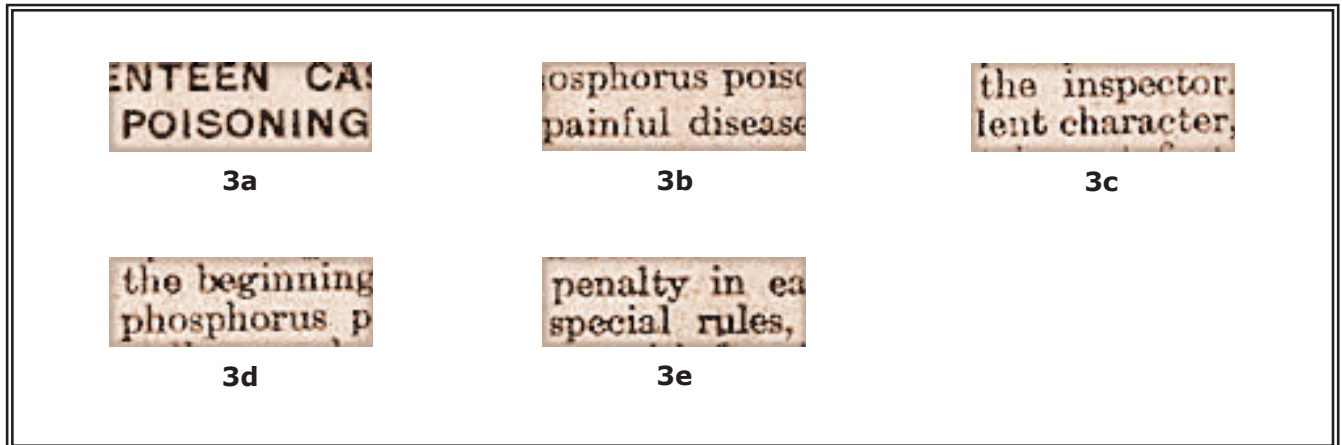 ENTEEN CAS
POISONING
3a
osphorus poiso
painful disease
3b
the inspector.
lent character,
3c
the beginning
phosphorus p
3d
penalty in ea
special rules,
3e